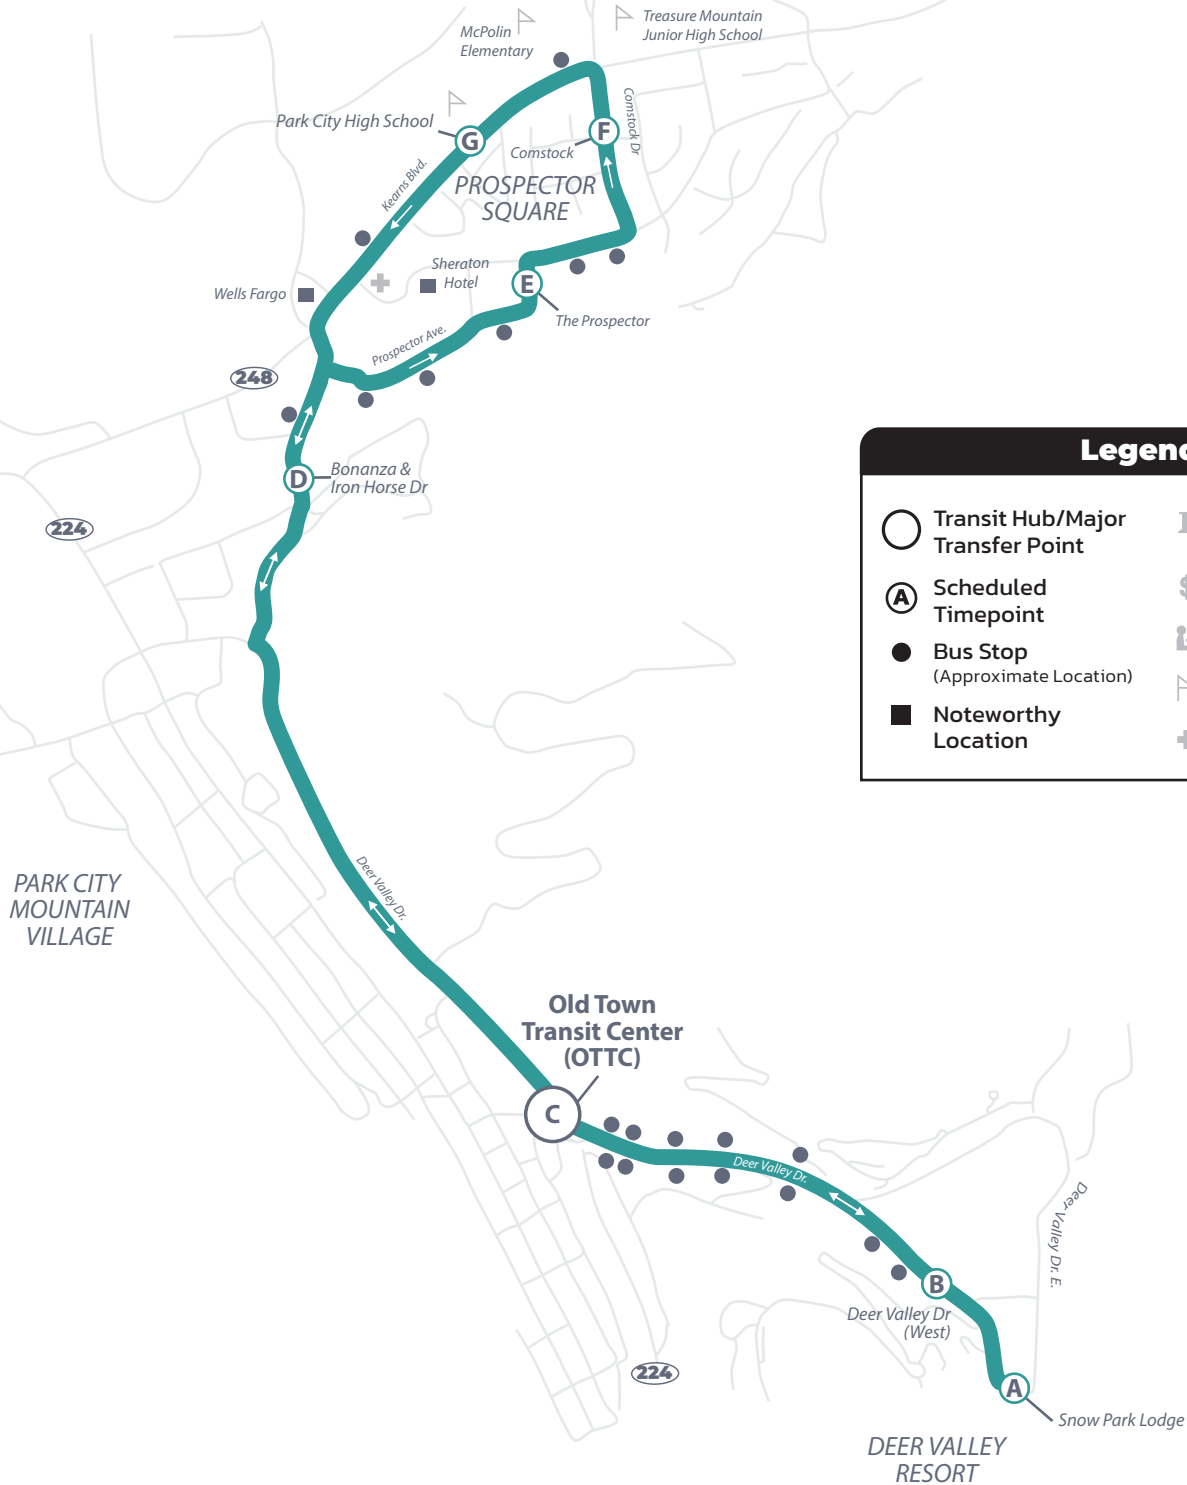 McPolin
Elementary
Treasure Mountain
Junior High School
Park City High School
G
F
Comstock
Comstock Dr
Kearns Blvd.
PROSPECTOR
SQUARE
Sheraton
Hotel
Wells Fargo
E
The Prospector
Prospector Ave.
248
D
Bonanza &
Iron Horse Dr
224
Legend
Transit Hub/Major
Transfer Point
A
Scheduled
Timepoint
Bus Stop
(Approximate Location)
Noteworthy
Location
$
PARK CITY
MOUNTAIN
VILLAGE
Deer Valley Dr.
Old Town
Transit Center
(OTTC)
C
Deer Valley Dr.
Deer Valley Dr. E.
B
Deer Valley Dr
(West)
224
A
Snow Park Lodge
DEER VALLEY
RESORT